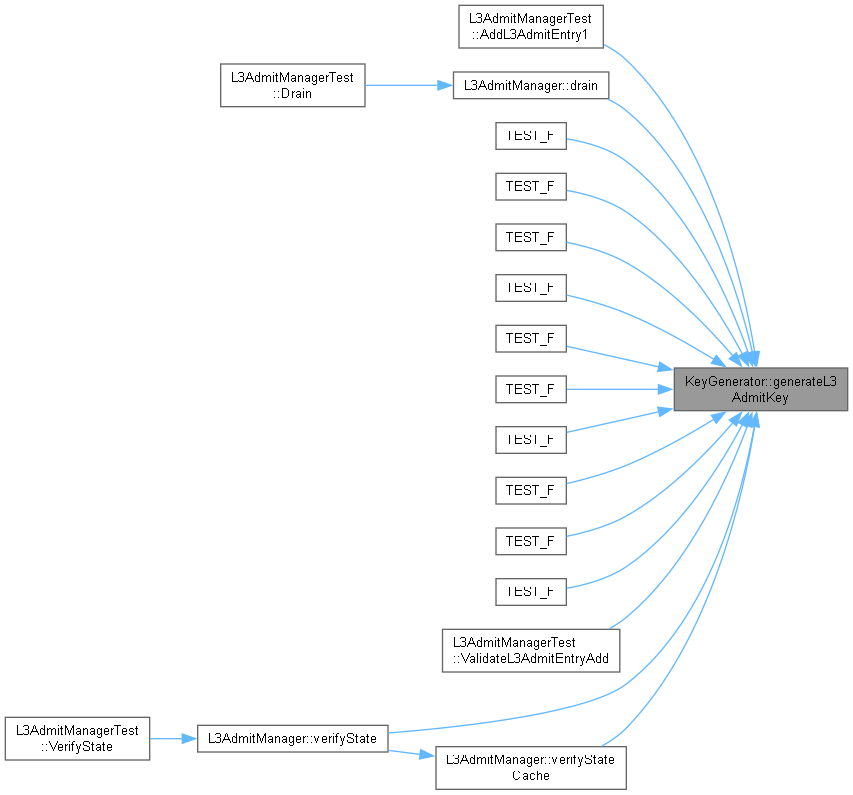 L3AdmitManagerTest
::AddL3AdmitEntry1
L3AdmitManagerTest
::Drain
L3AdmitManager::drain
TEST_F
TEST_F
TEST_F
TEST_F
TEST_F
KeyGenerator::generateL3
AdmitKey
TEST_F
TEST_F
TEST_F
TEST_F
TEST_F
L3AdmitManagerTest
::ValidateL3AdmitEntryAdd
L3AdmitManagerTest
::VerifyState
L3AdmitManager::verifyState
L3AdmitManager::verifyState
Cache